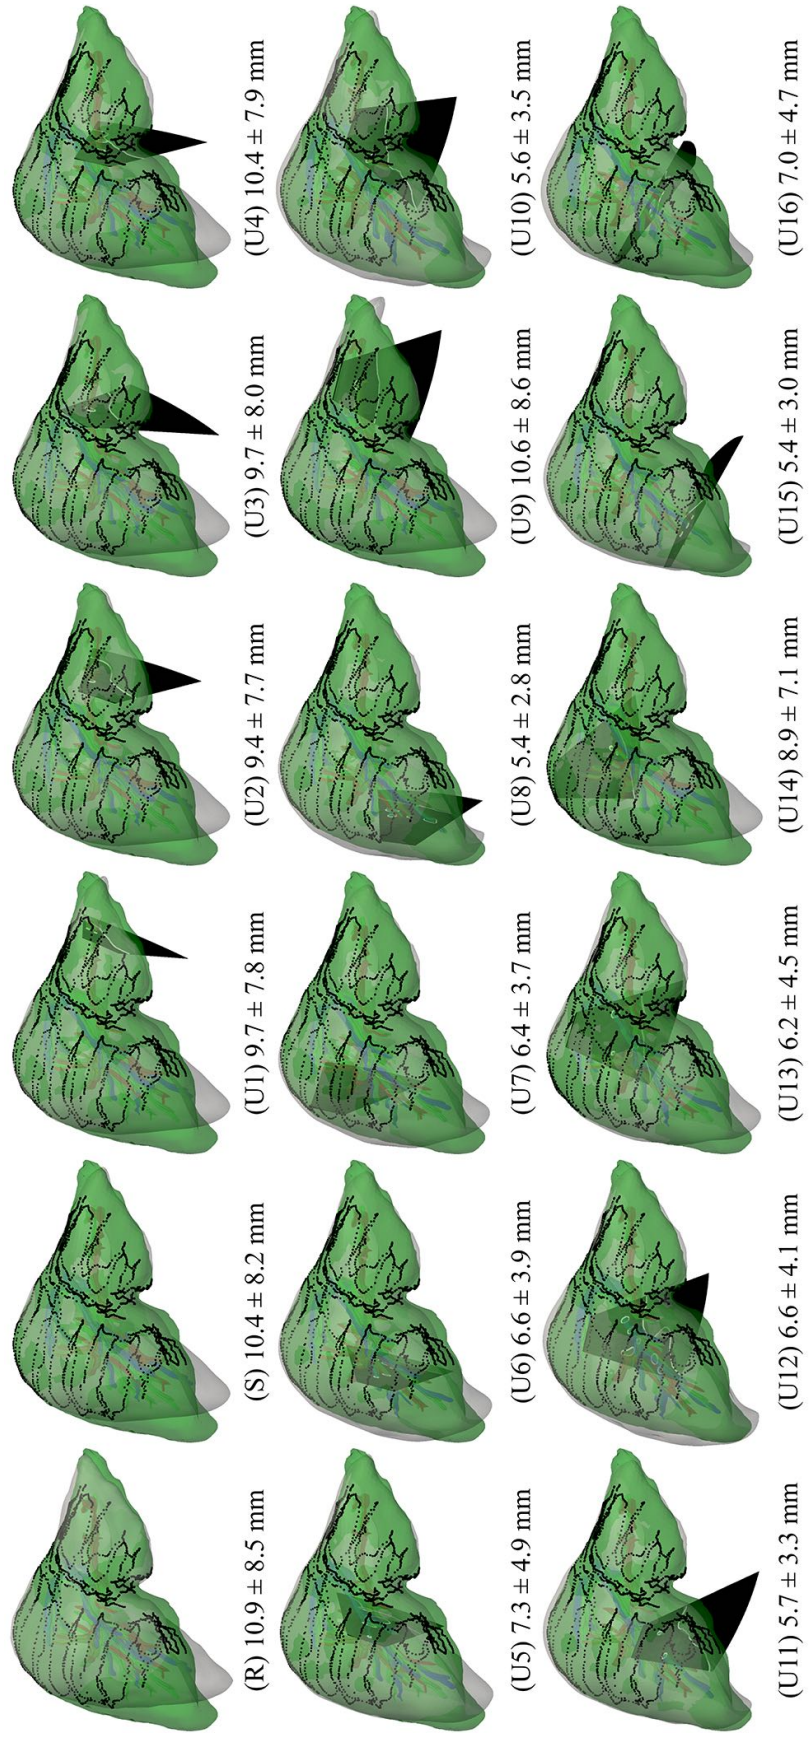 (R) 10.9 ± 8.5 mm
(S) 10.4 ± 8.2 mm
(U1) 9.7 ± 7.8 mm
(U2) 9.4 ± 7.7 mm
(U3) 9.7 ± 8.0 mm
(U4) 10.4 ± 7.9 mm
(U5) 7.3 ± 4.9 mm
(U6) 6.6 ± 3.9 mm
(U7) 6.4 ± 3.7 mm
(U8) 5.4 ± 2.8 mm
(U9) 10.6 ± 8.6 mm
(U10) 5.6 ± 3.5 mm
(U11) 5.7 ± 3.3 mm
(U12) 6.6 ± 4.1 mm
(U13) 6.2 ± 4.5 mm
(U14) 8.9 ± 7.1 mm
(U15) 5.4 ± 3.0 mm
(U16) 7.0 ± 4.7 mm